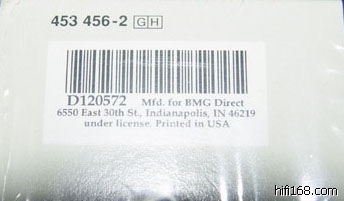 453 456-2 GH
D120572 Mfd. for BMG Direct
6550 East 30th St., Indianapolis, IN 46219
under license. Printed in USA
hifi168.com